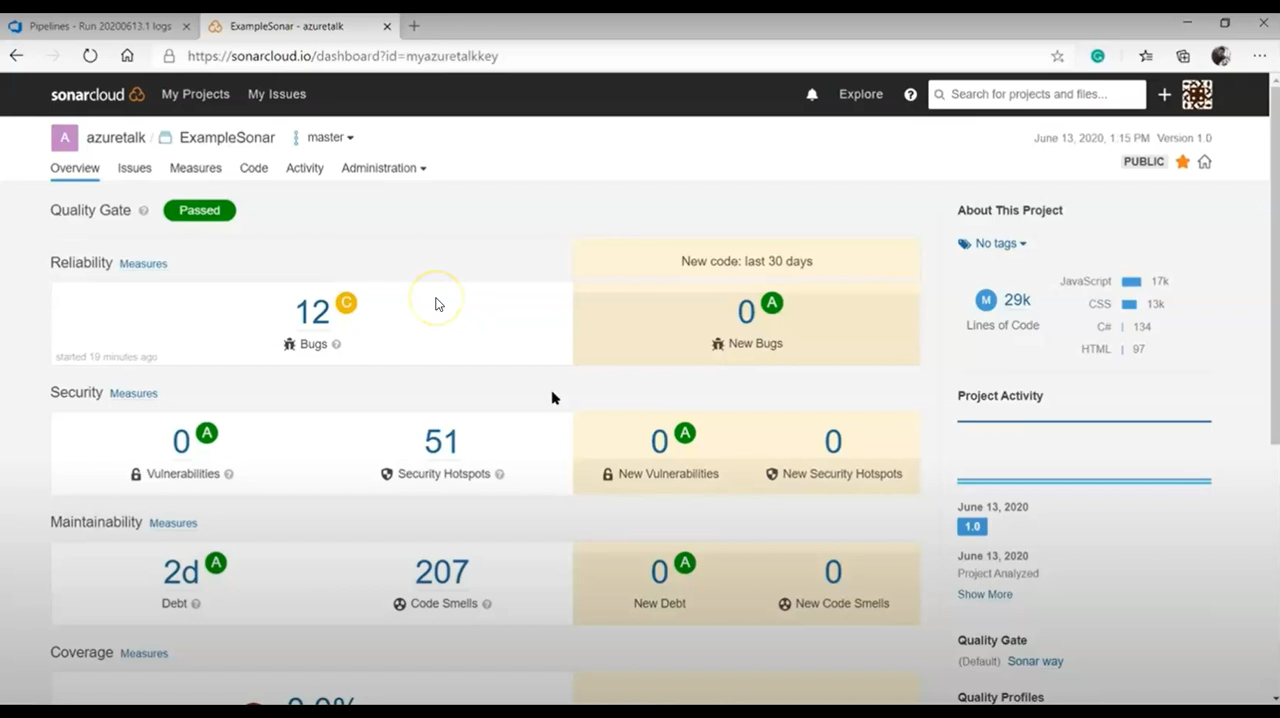 Pipelines - Run 20200613.1 logs
ExampleSonar - azuretalk
https://sonarcloud.io/dashboard?id=myazuretalkkey
sonarcloud My Projects My Issues Explore Search for projects and files...
A azuretalk / ExampleSonar master
June 13, 2020, 1:15 PM Version 1.0
Overview Issues Measures Code Activity Administration
PUBLIC
Quality Gate Passed
Reliability Measures
New code: last 30 days
12 C
Bugs
started 19 minutes ago
0 A
New Bugs
Security Measures
0 A
Vulnerabilities
51
Security Hotspots
0 A
New Vulnerabilities
0
New Security Hotspots
Maintainability Measures
2d A
Debt
207
Code Smells
0 A
New Debt
0
New Code Smells
Coverage Measures
About This Project
No tags
M 29k
Lines of Code
JavaScript 17k
CSS 13k
C# 134
HTML 97
Project Activity
June 13, 2020
1.0
June 13, 2020
Project Analyzed
Show More
Quality Gate
(Default) Sonar way
Quality Profiles